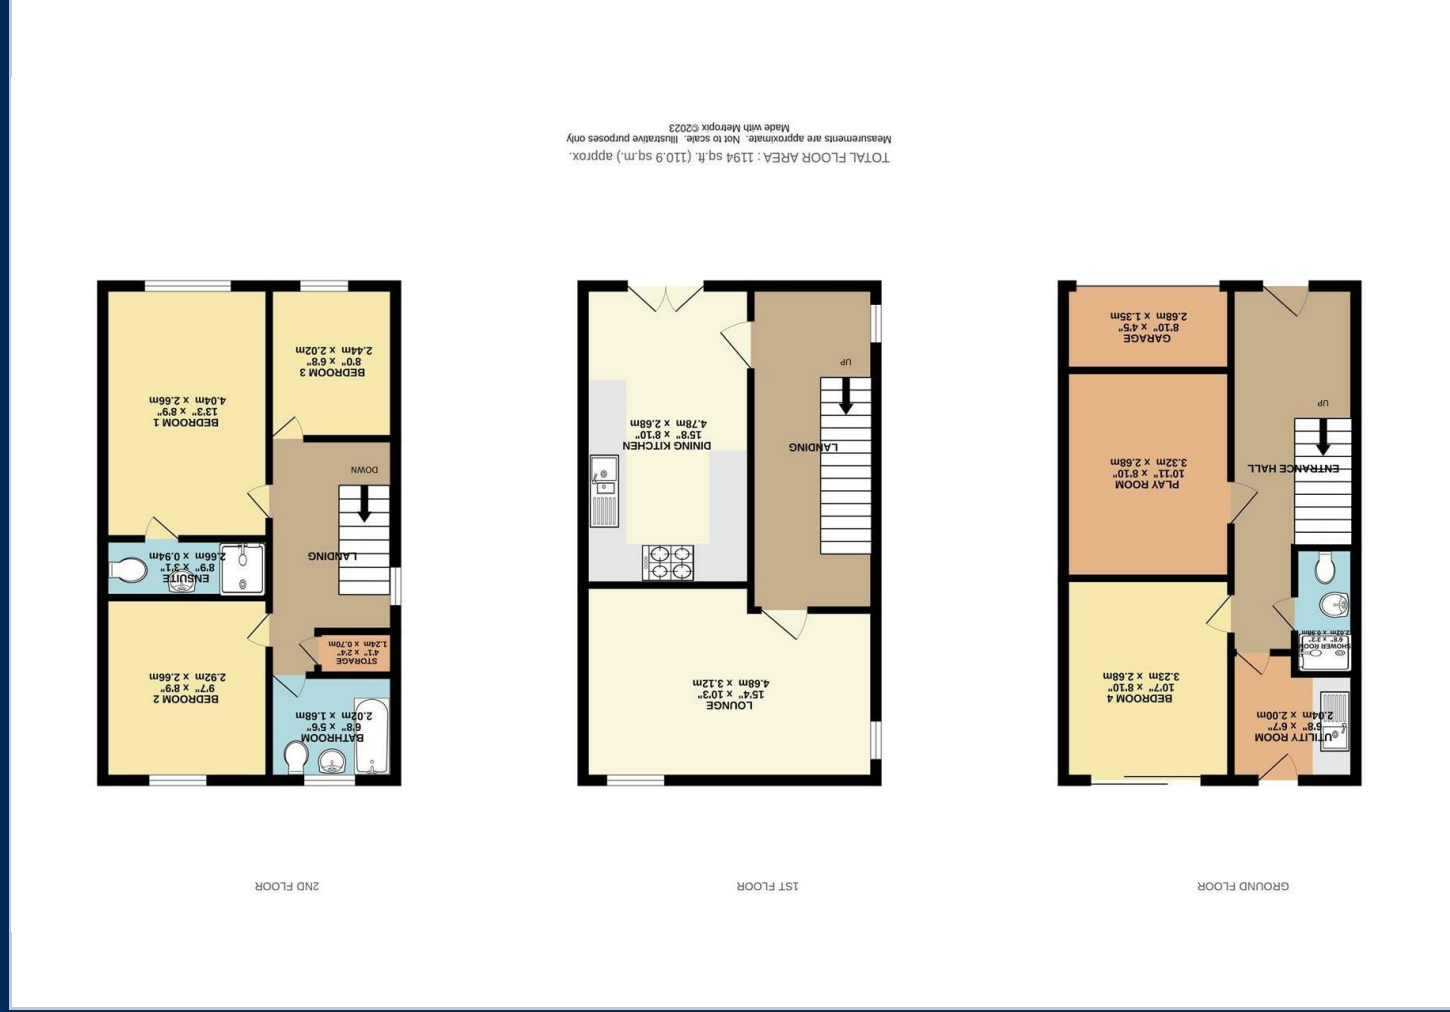 GROUND FLOOR
UTILITY ROOM
6'8" x 6'7"
2.04m x 2.00m
BEDROOM 4
10'7" x 8'10"
3.23m x 2.68m
SHOWER ROOM
6'8" x 3'3"
2.02m x 0.98m
ENTRANCE HALL
PLAY ROOM
10'11" x 8'10"
3.32m x 2.68m
UP
GARAGE
8'10" x 4'5"
2.68m x 1.35m
1ST FLOOR
LOUNGE
15'4" x 10'3"
4.68m x 3.12m
LANDING
DINING KITCHEN
15'8" x 8'10"
4.78m x 2.68m
UP
2ND FLOOR
BATHROOM
6'8" x 5'6"
2.02m x 1.68m
BEDROOM 2
9'7" x 8'9"
2.92m x 2.66m
STORAGE
4'1" x 2'4"
1.24m x 0.70m
ENSUITE
8'9" x 3'1"
2.66m x 0.94m
LANDING
DOWN
BEDROOM 1
13'3" x 8'9"
4.04m x 2.66m
BEDROOM 3
8'0" x 6'8"
2.44m x 2.02m
TOTAL FLOOR AREA : 1194 sq.ft. (110.9 sq.m.) approx.
Measurements are approximate. Not to scale. Illustrative purposes only
Made with Metropix ©2023